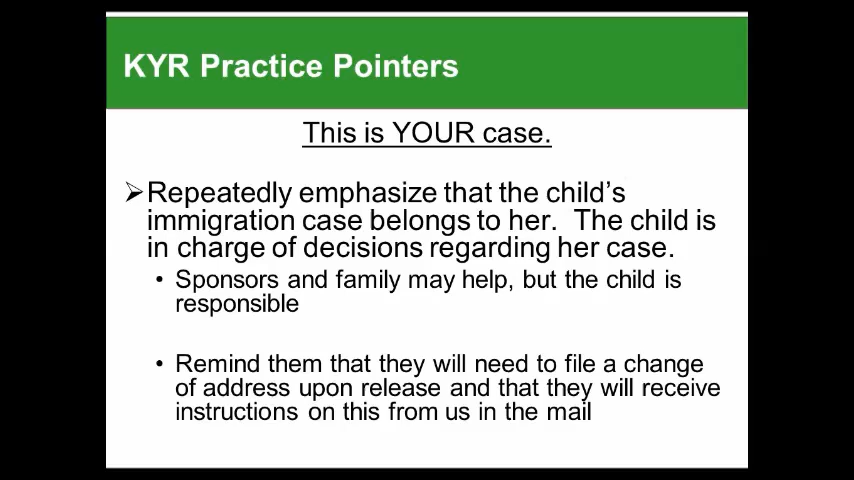 KYR Practice Pointers
This is YOUR case.
➢Repeatedly emphasize that the child's
immigration case belongs to her.  The child is
in charge of decisions regarding her case.
• Sponsors and family may help, but the child is
responsible
• Remind them that they will need to file a change
of address upon release and that they will receive
instructions on this from us in the mail